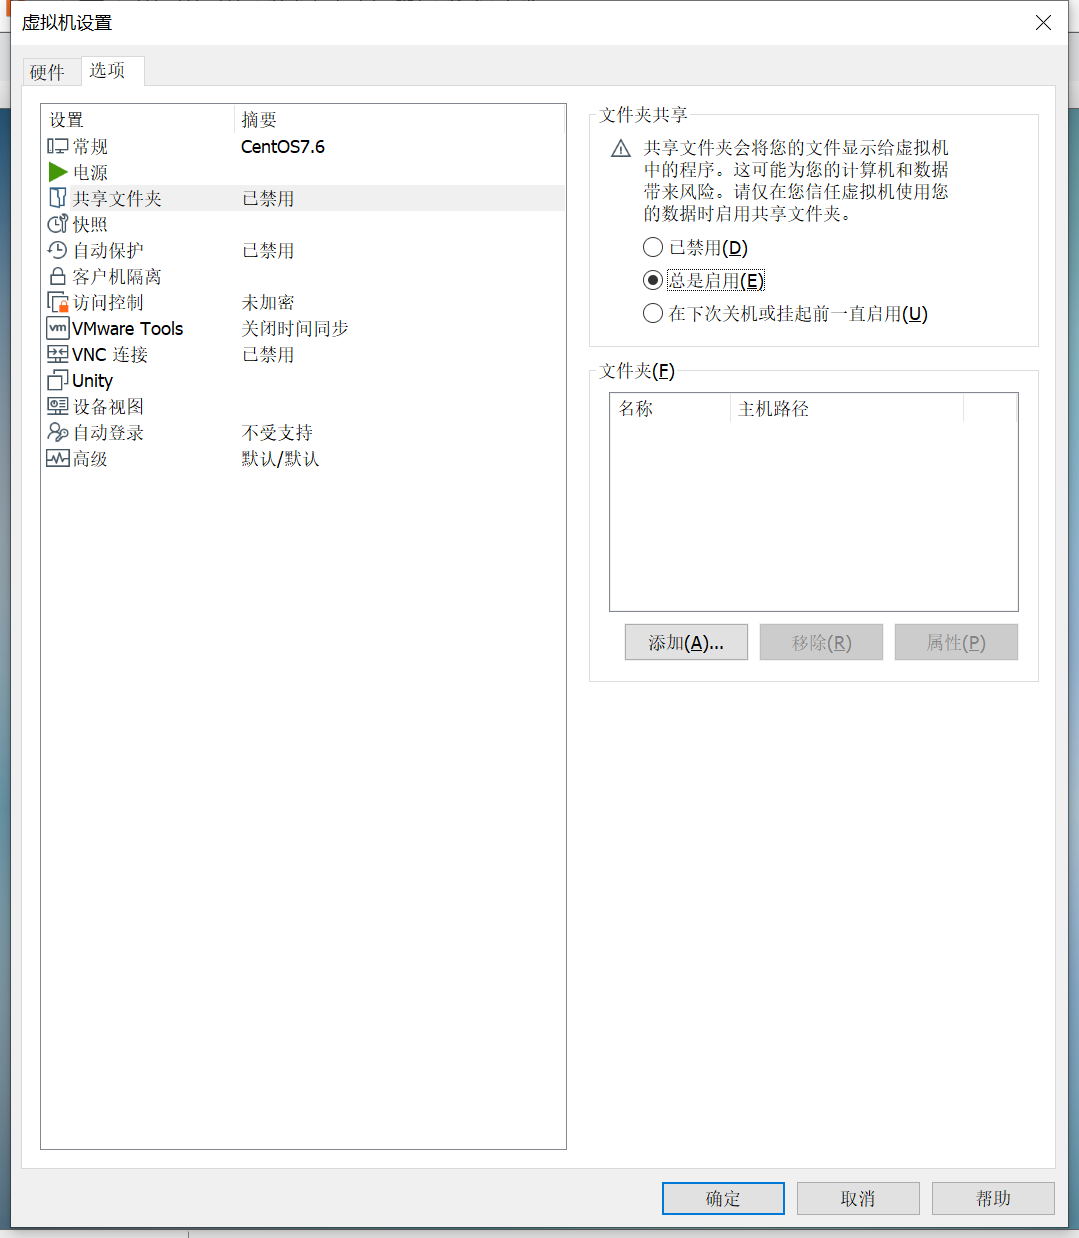 虚拟机设置
硬件 选项
设置 摘要
常规 CentOS7.6
电源
共享文件夹 已禁用
快照
自动保护 已禁用
客户机隔离
访问控制 未加密
VMware Tools 关闭时间同步
VNC 连接 已禁用
Unity
设备视图
自动登录 不受支持
高级 默认/默认
文件夹共享
共享文件夹会将您的文件显示给虚拟机
中的程序。这可能为您的计算机和数据
带来风险。请仅在您信任虚拟机使用您
的数据时启用共享文件夹。
已禁用(D)
总是启用(E)
在下次关机或挂起前一直启用(U)
文件夹(F)
名称 主机路径
添加(A)... 移除(R) 属性(P)
确定 取消 帮助